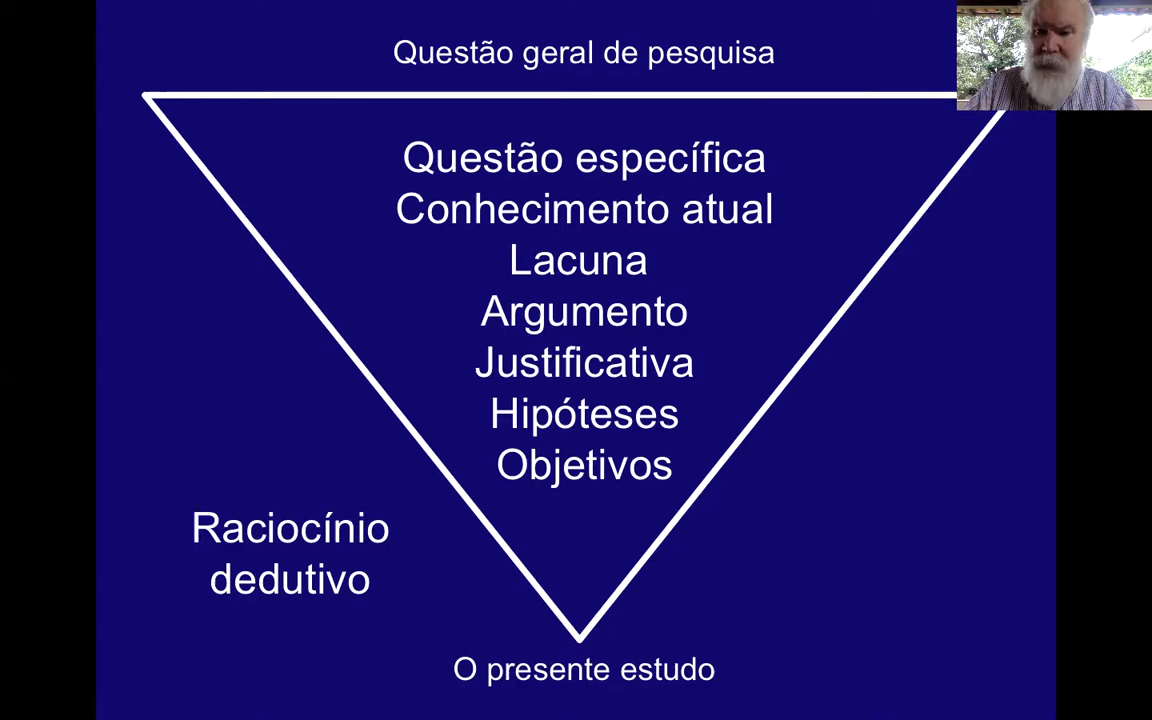 Questão geral de pesquisa
Questão específica
Conhecimento atual
Lacuna
Argumento
Justificativa
Hipóteses
Objetivos
Raciocínio
dedutivo
O presente estudo